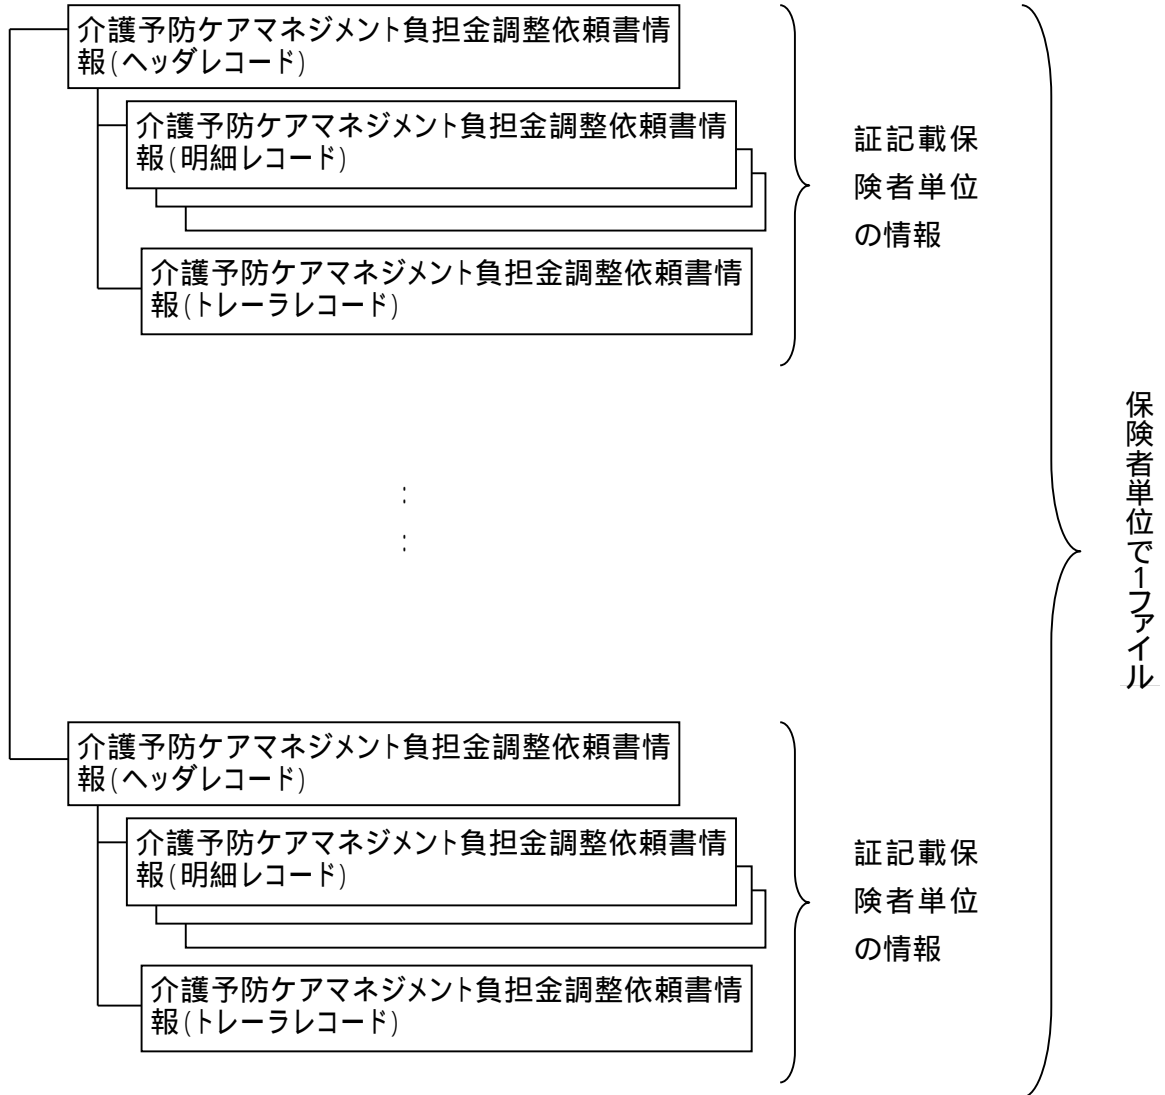 介護予防ケアマネジメント負担金調整依頼書情
報(ヘッダレコード)
介護予防ケアマネジメント負担金調整依頼書情
報(明細レコード)
介護予防ケアマネジメント負担金調整依頼書情
報(トレーラレコード)
証記載保
険者単位
の情報
:
:
保険者単位で1ファイル
介護予防ケアマネジメント負担金調整依頼書情
報(ヘッダレコード)
介護予防ケアマネジメント負担金調整依頼書情
報(明細レコード)
介護予防ケアマネジメント負担金調整依頼書情
報(トレーラレコード)
証記載保
険者単位
の情報